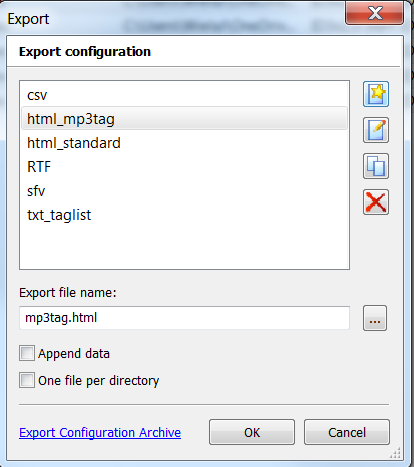 Export
Export configuration
csv
html_mp3tag
html_standard
RTF
sfv
txt_taglist
Export file name:
mp3tag.html
...
Append data
One file per directory
Export Configuration Archive
OK
Cancel